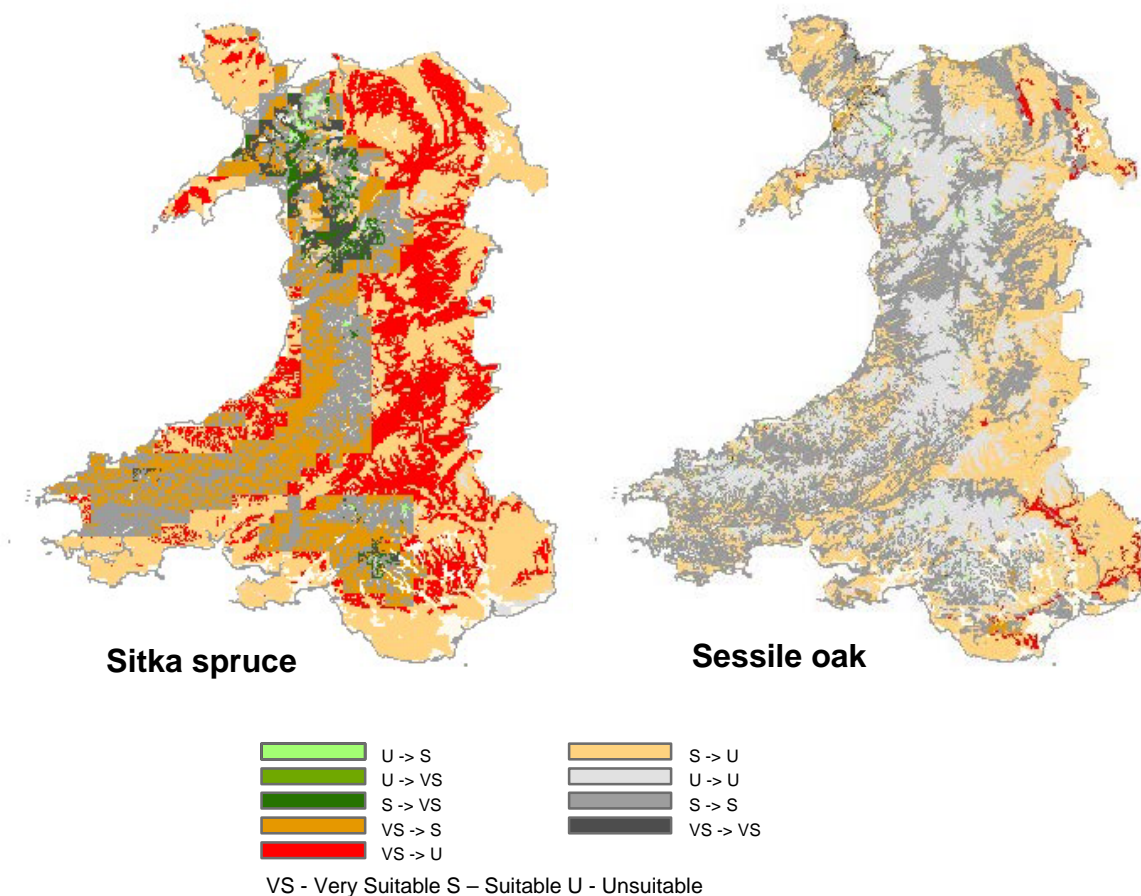 Sitka spruce
Sessile oak
U -> S
U -> VS
S -> VS
VS -> S
VS -> U
S -> U
U -> U
S -> S
VS -> VS
VS - Very Suitable S – Suitable U - Unsuitable